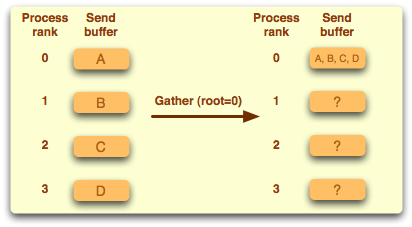 Process rank Send buffer Process rank Send buffer
0 A 0 A, B, C, D
1 B Gather (root=0) 1 ?
2 C 2 ?
3 D 3 ?